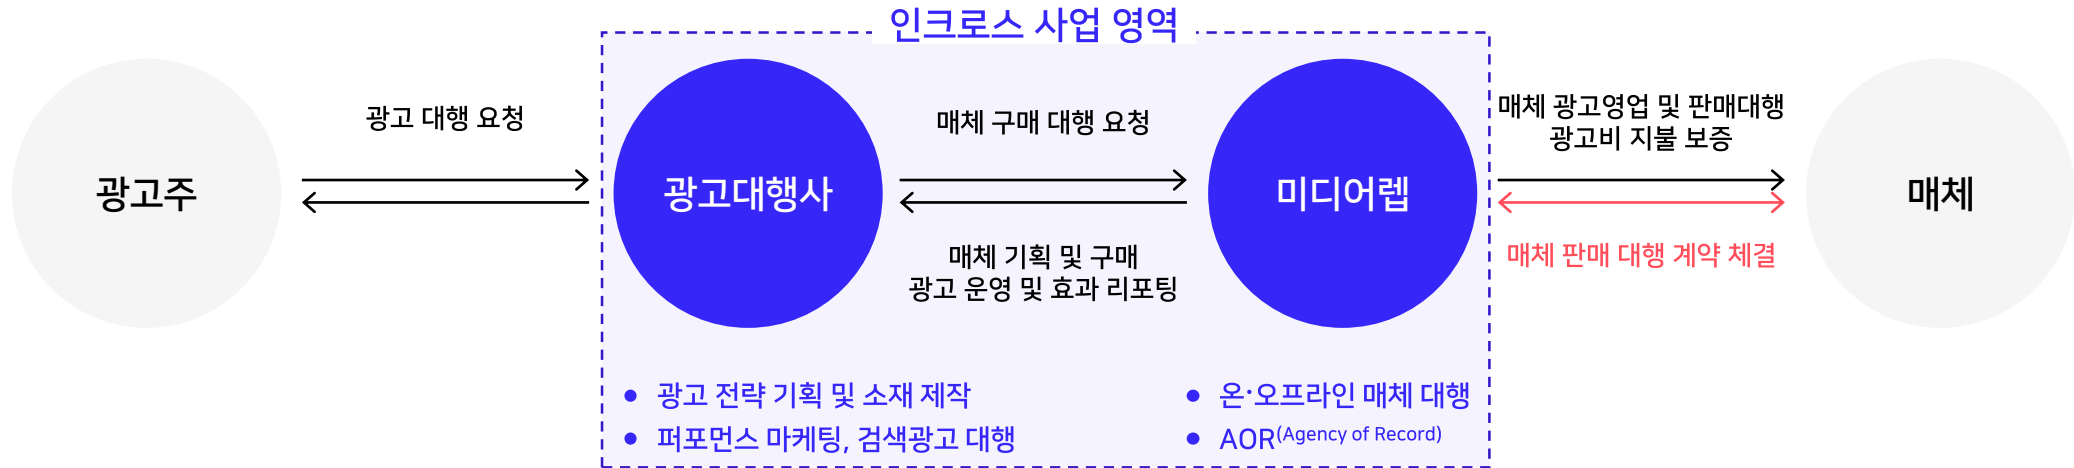 인크로스 사업 영역
광고주
광고 대행 요청
광고대행사
매체 구매 대행 요청
매체 기획 및 구매
광고 운영 및 효과 리포팅
미디어렙
매체 광고영업 및 판매대행
광고비 지불 보증
매체 판매 대행 계약 체결
매체
• 광고 전략 기획 및 소재 제작
• 퍼포먼스 마케팅, 검색광고 대행
• 온·오프라인 매체 대행
• AOR(Agency of Record)